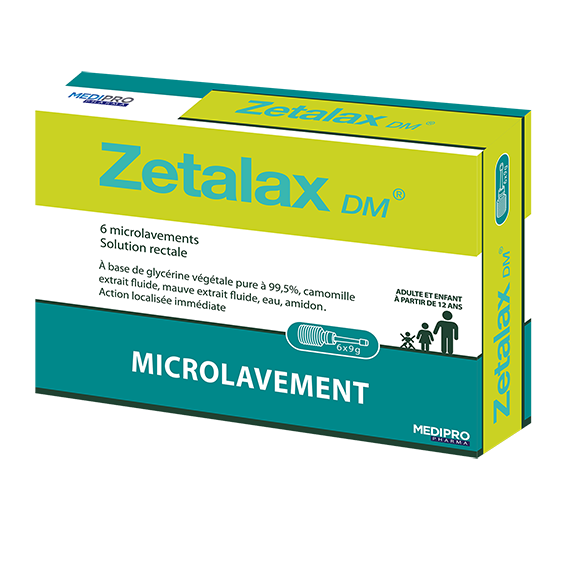 MEDIPRO
PHARMA
Zetalax DM®
Zetalax DM®
6 microlavements
Solution rectale
À base de glycérine végétale pure à 99,5%, camomille
extrait fluide, mauve extrait fluide, eau, amidon.
Action localisée immédiate
ADULTE ET ENFANT
À PARTIR DE 12 ANS
6x9g
MICROLAVEMENT
MEDIPRO
PHARMA
Zetalax DM®
6x9g